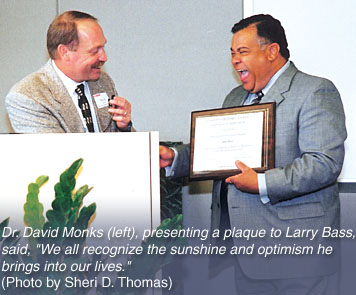 Dr. David Monks (left), presenting a plaque to Larry Bass,
said, "We all recognize the sunshine and optimism he
brings into our lives."
(Photo by Sheri D. Thomas)